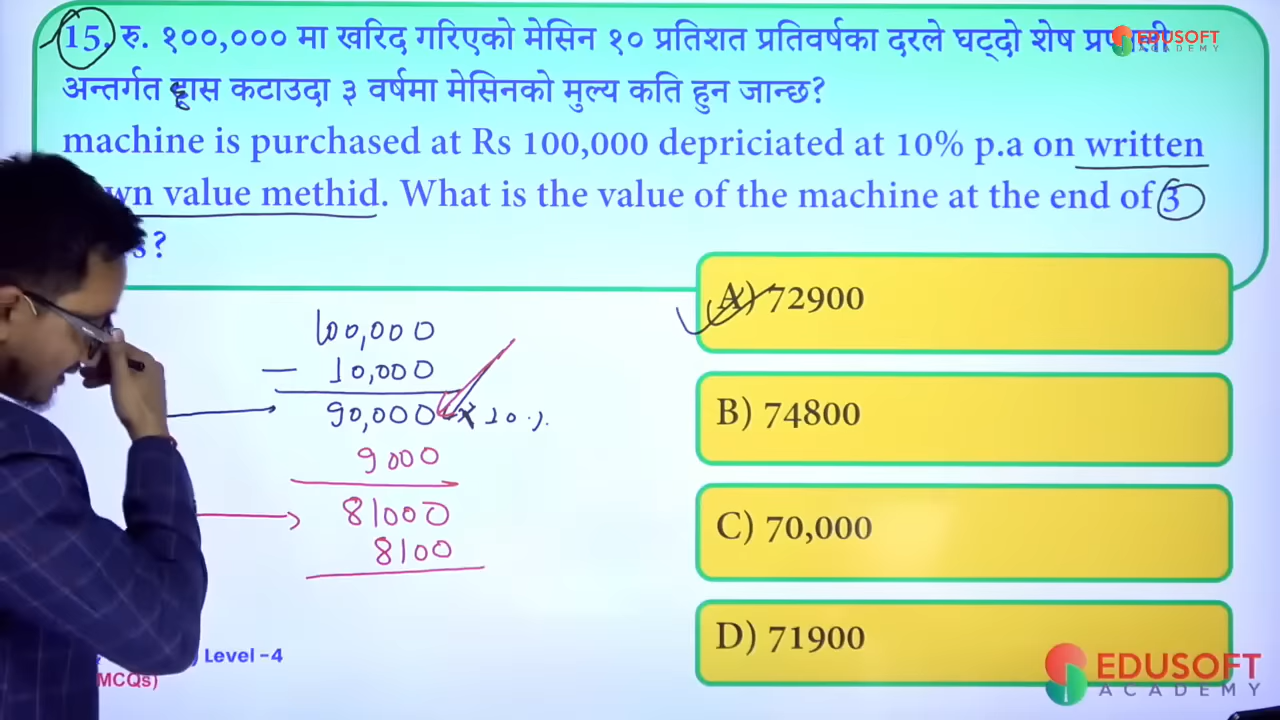 15. रु. १००,००० मा खरिद गरिएको मेसिन १० प्रतिशत प्रतिवर्षका दरले घट्दो शेष
अन्तर्गत ह्रास कटाउदा ३ वर्षमा मेसिनको मुल्य कति हुन जान्छ?
machine is purchased at Rs 100,000 depriciated at 10% p.a on written
wn value methid. What is the value of the machine at the end of 3
s?
A) 72900
B) 74800
C) 70,000
D) 71900
100,000
— 10,000
90,000 x 10%
9000
81000
8100
Level -4
MCQs)
EDUSOFT
ACADEMY
EDUSOFT
ACADEMY